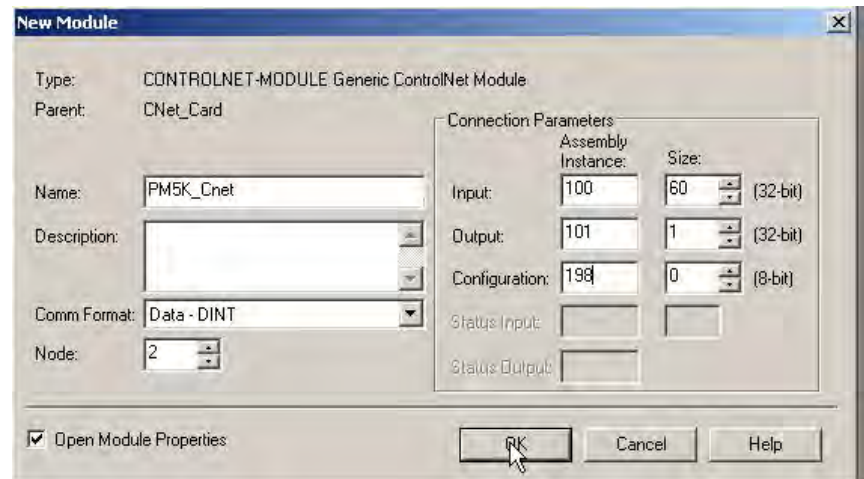 New Module
Type: CONTROLNET-MODULE Generic ControlNet Module
Parent: CNet_Card
Connection Parameters
Assembly Instance: Size:
Name: PM5K_Cnet
Input: 100 60 (32-bit)
Description:
Output: 101 1 (32-bit)
Configuration: 198 0 (8-bit)
Comm Format: Data - DINT
Status Input:
Node: 2
Status Output:
Open Module Properties
OK Cancel Help